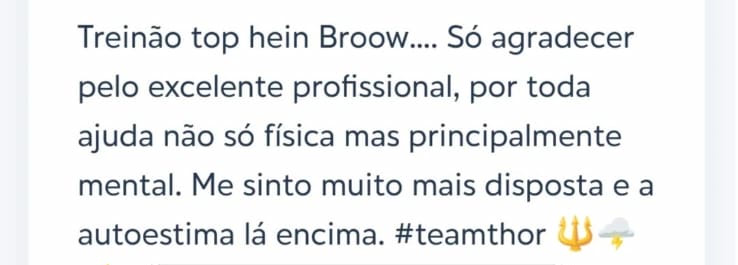 Treinão top hein Broow.... Só agradecer
pelo excelente profissional, por toda
ajuda não só física mas principalmente
mental. Me sinto muito mais disposta e a
autoestima lá encima. #teamthor 🔱🌩️